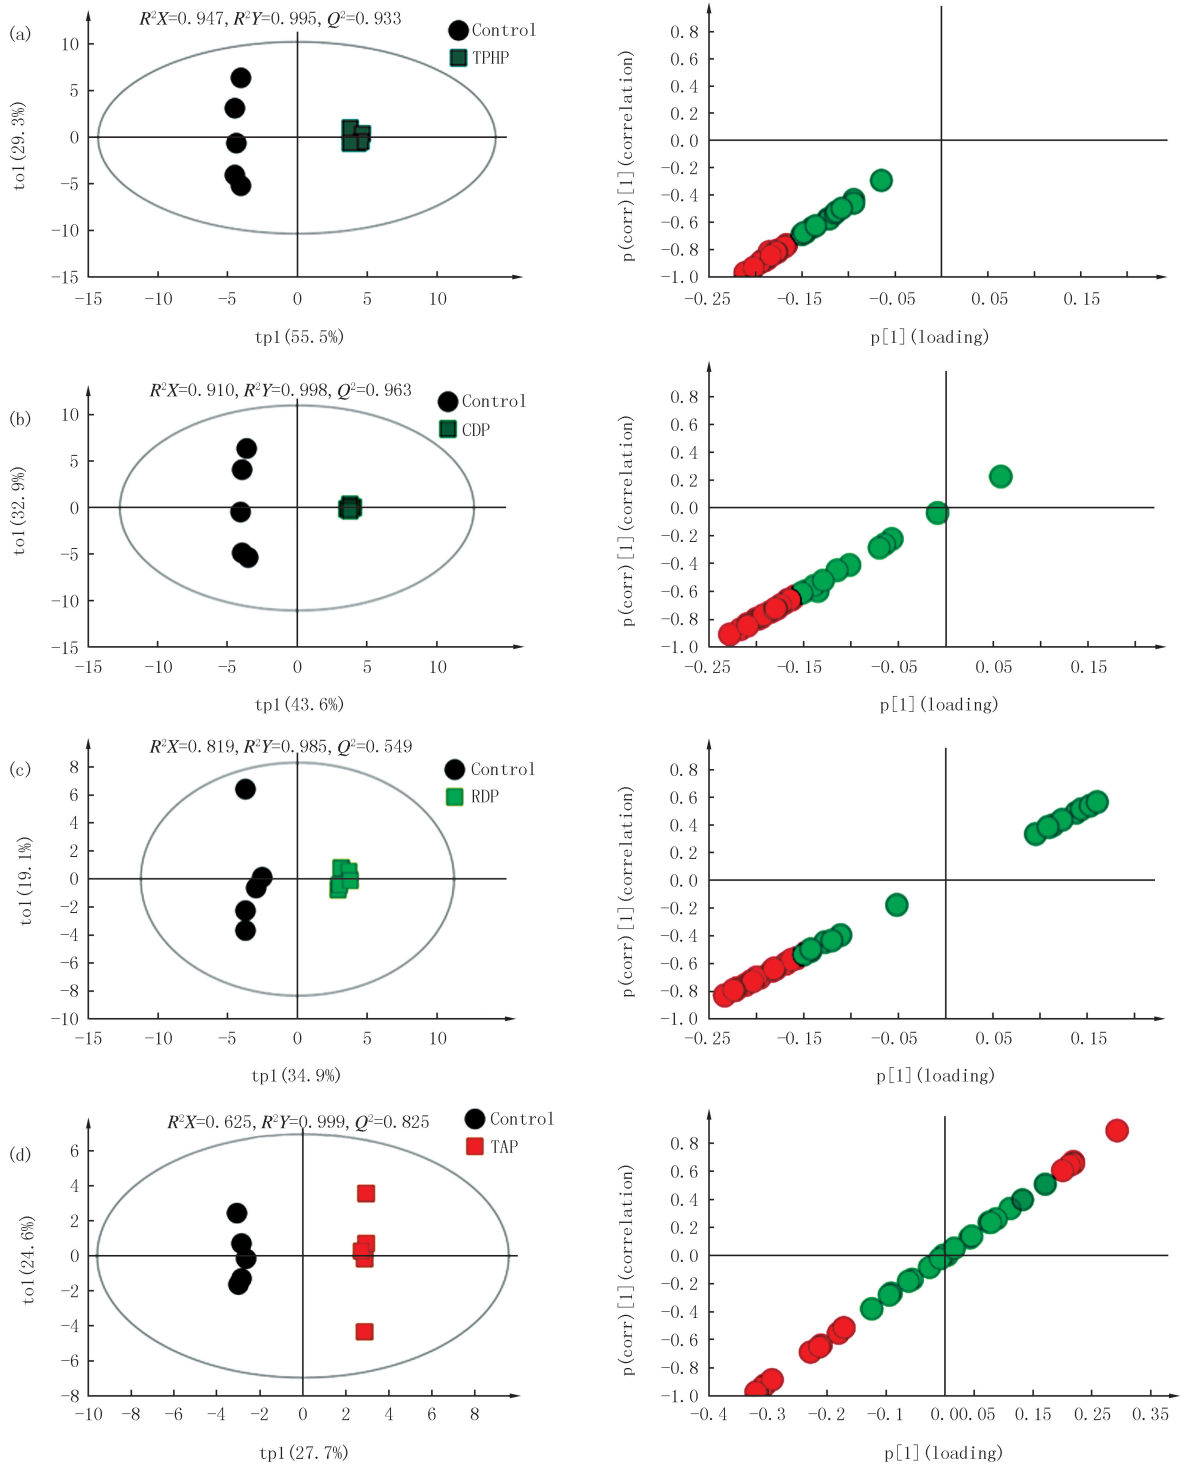 (a)
R²X=0.947, R²Y=0.995, Q²=0.933
Control
TPHP
10
5
0
-5
-10
-15
to1(29.3%)
-15 -10 -5 0 5 10
tp1(55.5%)
0.8
0.6
0.4
0.2
0.0
-0.2
-0.4
-0.6
-0.8
-1.0
p(corr)[1](correlation)
-0.25 -0.15 -0.05 0.05 0.15
p[1](loading)
(b)
R²X=0.910, R²Y=0.998, Q²=0.963
Control
CDP
10
5
0
-5
-10
-15
to1(32.9%)
-15 -10 -5 0 5 10
tp1(43.6%)
0.8
0.6
0.4
0.2
0.0
-0.2
-0.4
-0.6
-0.8
-1.0
p(corr)[1](correlation)
-0.25 -0.15 -0.05 0.05 0.15
p[1](loading)
(c)
R²X=0.819, R²Y=0.985, Q²=0.549
Control
RDP
8
6
4
2
0
-2
-4
-6
-8
-10
to1(19.1%)
-15 -10 -5 0 5 10
tp1(34.9%)
0.8
0.6
0.4
0.2
0.0
-0.2
-0.4
-0.6
-0.8
-1.0
p(corr)[1](correlation)
-0.25 -0.15 -0.05 0.05 0.15
p[1](loading)
(d)
R²X=0.625, R²Y=0.999, Q²=0.825
Control
TAP
6
4
2
0
-2
-4
-6
-8
to1(24.6%)
-10 -8 -6 -4 -2 0 2 4 6 8
tp1(27.7%)
0.8
0.6
0.4
0.2
0.0
-0.2
-0.4
-0.6
-0.8
-1.0
p(corr)[1](correlation)
-0.4 -0.3 -0.2 -0.1 0.00.05 0.15 0.25 0.35
p[1](loading)